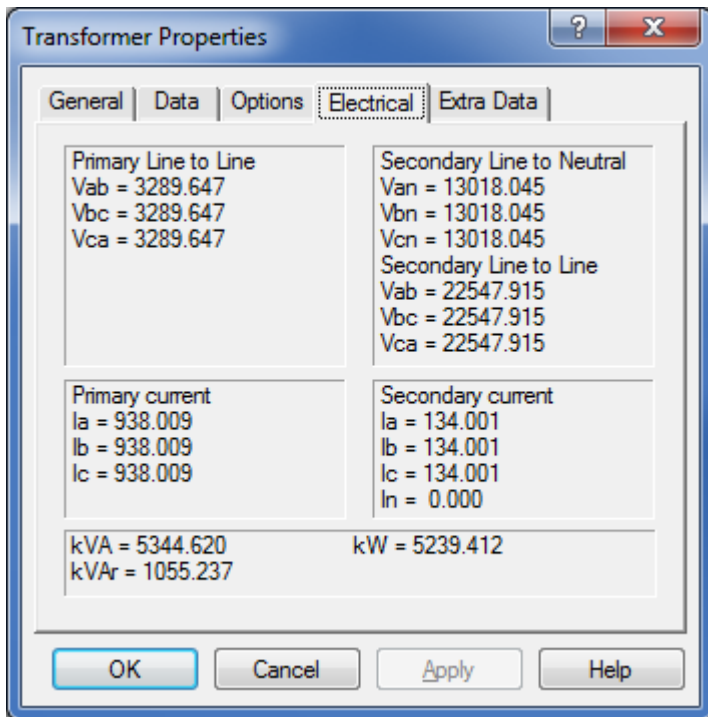 Transformer Properties
General Data Options Electrical Extra Data
Primary Line to Line
Vab = 3289.647
Vbc = 3289.647
Vca = 3289.647
Secondary Line to Neutral
Van = 13018.045
Vbn = 13018.045
Vcn = 13018.045
Secondary Line to Line
Vab = 22547.915
Vbc = 22547.915
Vca = 22547.915
Primary current
Ia = 938.009
Ib = 938.009
Ic = 938.009
Secondary current
Ia = 134.001
Ib = 134.001
Ic = 134.001
In = 0.000
kVA = 5344.620 kW = 5239.412
kVAr = 1055.237
OK Cancel Apply Help